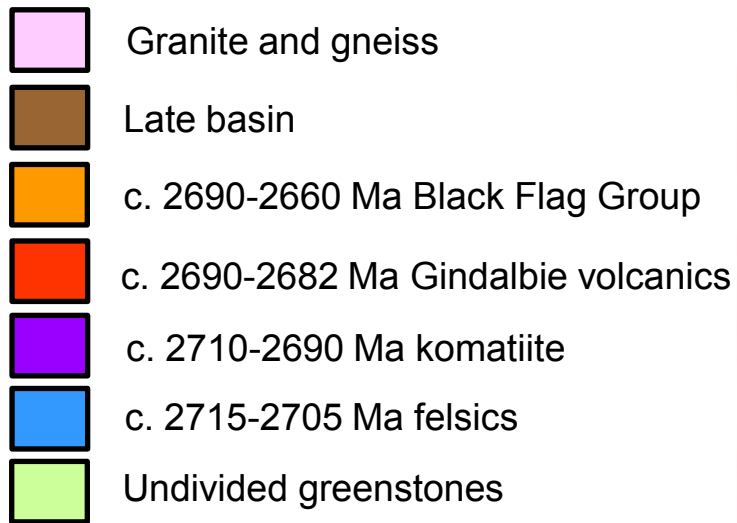 Granite and gneiss
Late basin
c. 2690-2660 Ma Black Flag Group
c. 2690-2682 Ma Gindalbie volcanics
c. 2710-2690 Ma komatiite
c. 2715-2705 Ma felsics
Undivided greenstones